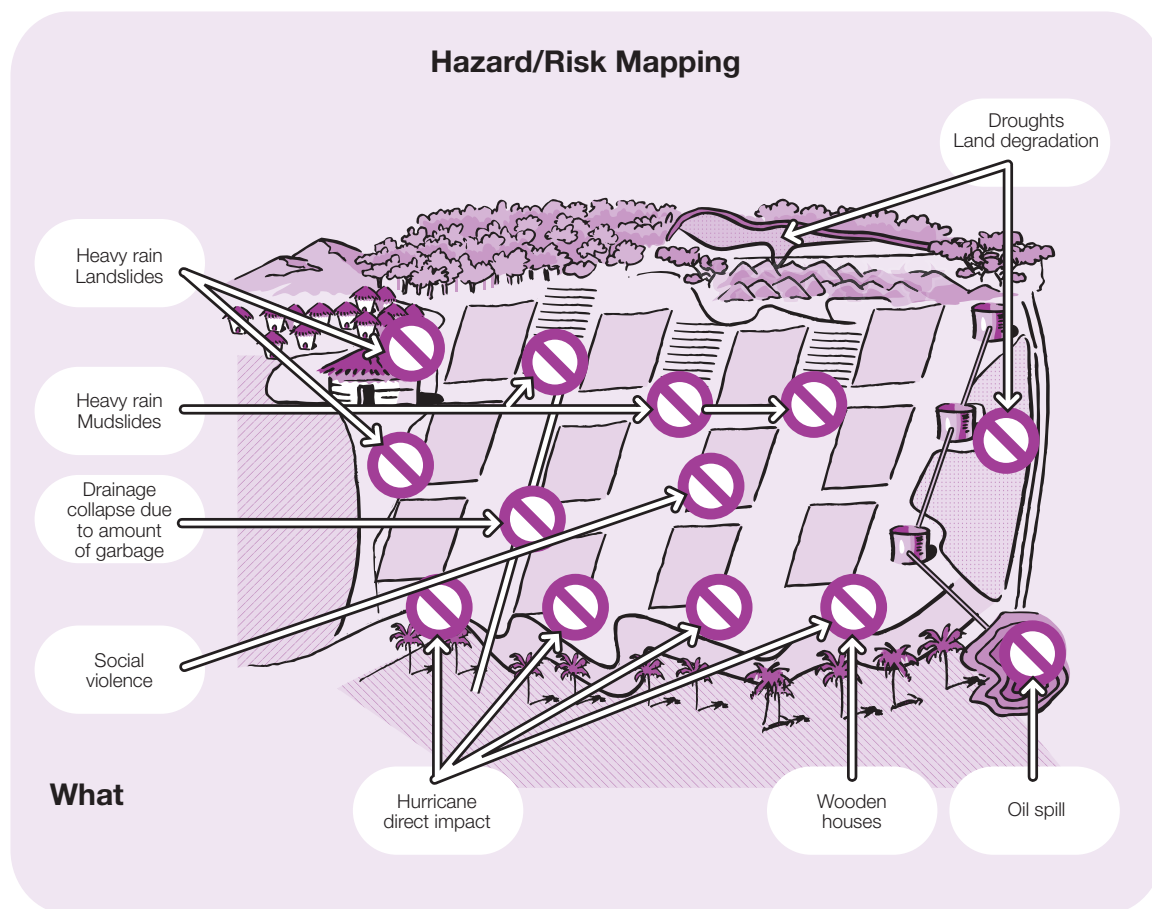 Hazard/Risk Mapping
Droughts
Land degradation
Heavy rain
Landslides
Heavy rain
Mudslides
Drainage
collapse due
to amount
of garbage
Social
violence
What
Hurricane
direct impact
Wooden
houses
Oil spill